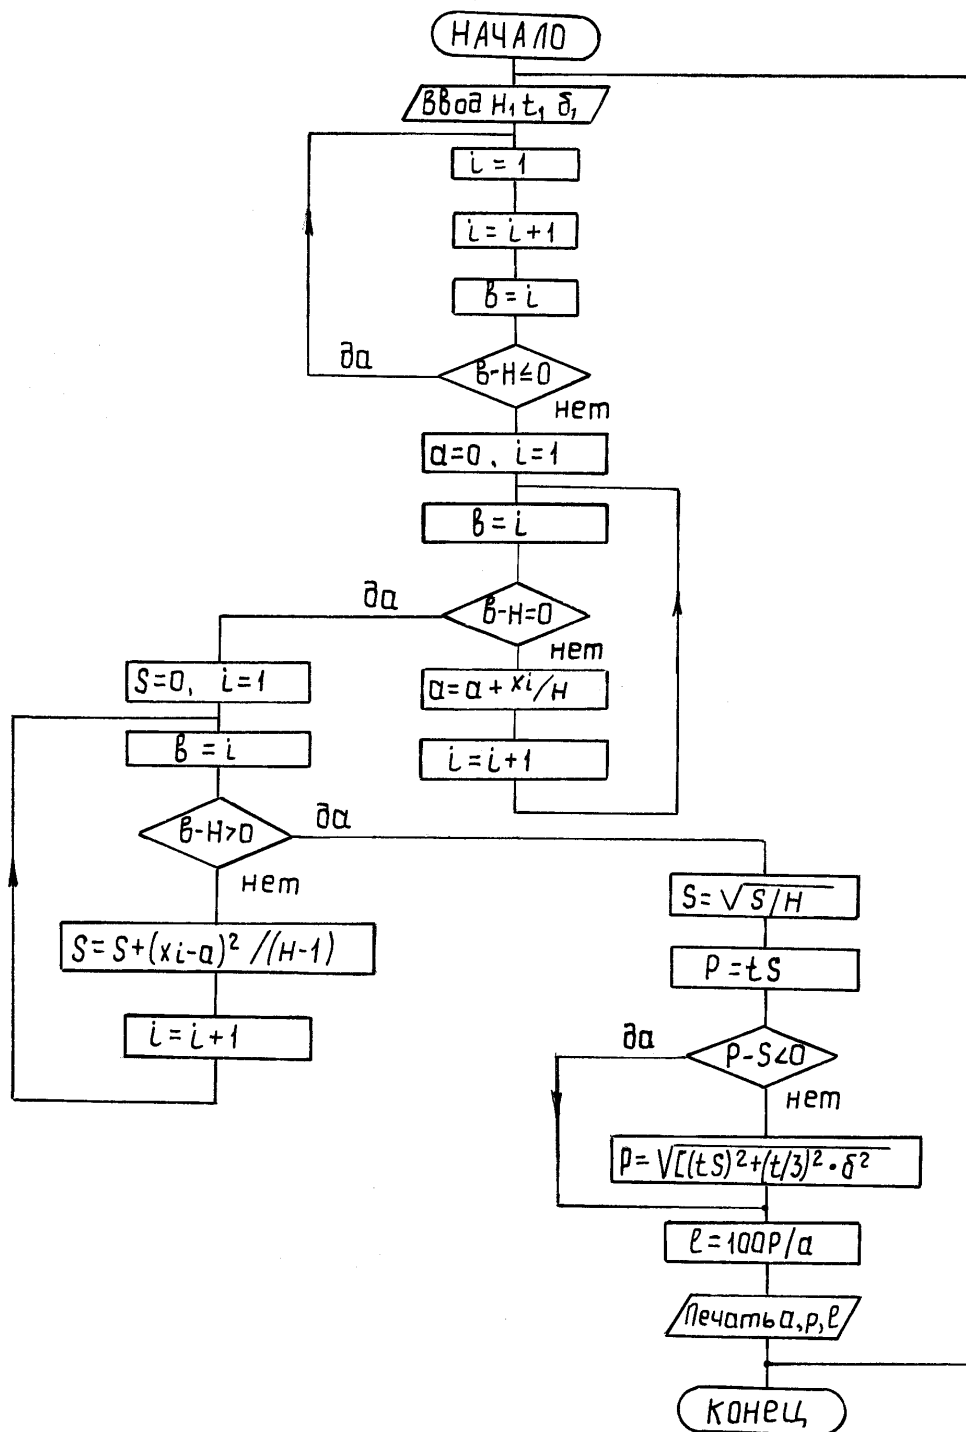 НАЧАЛО
Ввод H, t, δ,
i = 1
i = i + 1
в = i
да
в-H≤0
нет
a=0, i=1
в = i
да
в-H=0
нет
a=a + xi/H
i=i+1
S=0, i=1
в = i
в-H>0
да
нет
S=S+(xi-a)² /(H-1)
i=i+1
S=√S/H
P=tS
да
P-S<0
нет
P=√[(tS)²+(t/3)²·δ²
ℓ=100P/a
Печать a,p,ℓ
КОНЕЦ